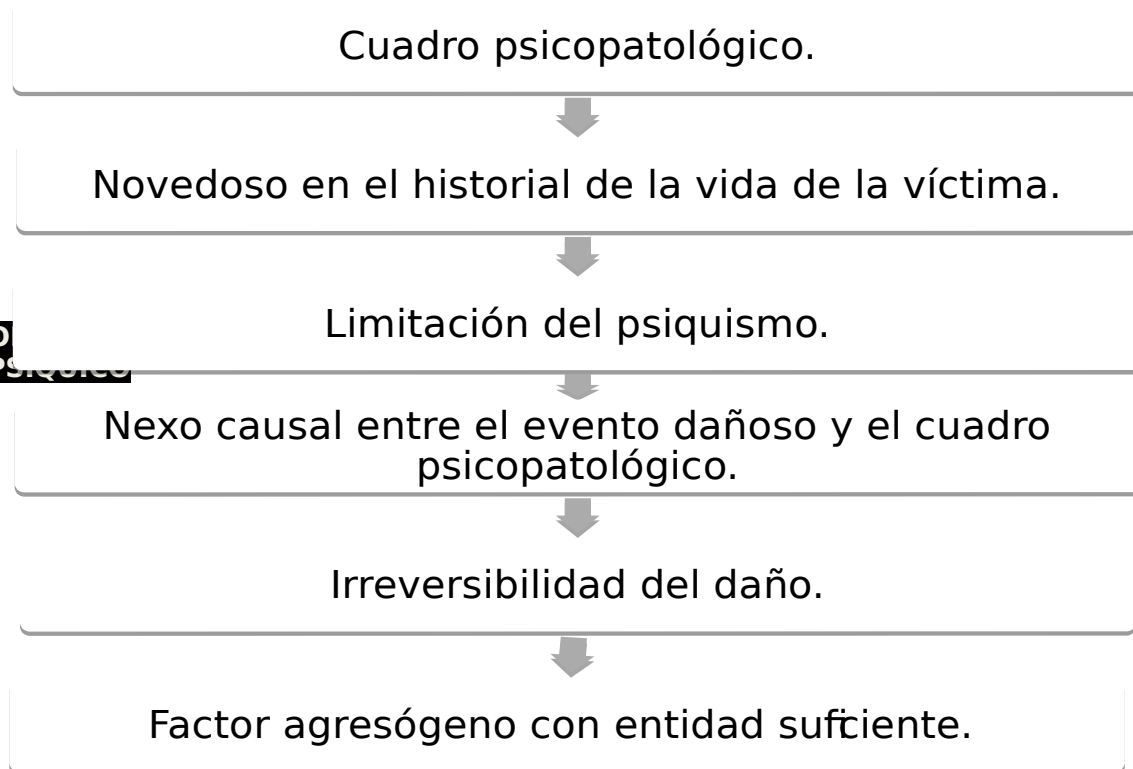 Cuadro psicopatológico.
Novedoso en el historial de la vida de la víctima.
Limitación del psiquismo.
PSIQUICO
Nexo causal entre el evento dañoso y el cuadro
psicopatológico.
Irreversibilidad del daño.
Factor agresógeno con entidad suficiente.